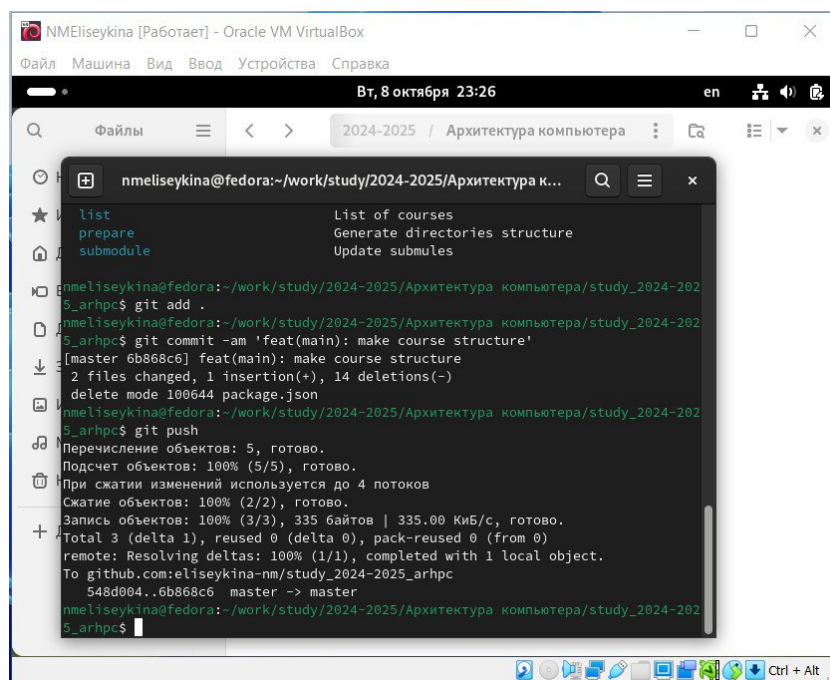 NMEliseykina [Работает] - Oracle VM VirtualBox
Файл Машина Вид Ввод Устройства Справка
Вт, 8 октября 23:26 en
Файлы 2024-2025 / Архитектура компьютера
nmeliseykina@fedora:~/work/study/2024-2025/Архитектура к...
list List of courses
prepare Generate directories structure
submodule Update submules
nmeliseykina@fedora:~/work/study/2024-2025/Архитектура компьютера/study_2024-202
5_arhpc$ git add .
nmeliseykina@fedora:~/work/study/2024-2025/Архитектура компьютера/study_2024-202
5_arhpc$ git commit -am 'feat(main): make course structure'
[master 6b868c6] feat(main): make course structure
2 files changed, 1 insertion(+), 14 deletions(-)
delete mode 100644 package.json
nmeliseykina@fedora:~/work/study/2024-2025/Архитектура компьютера/study_2024-202
5_arhpc$ git push
Перечисление объектов: 5, готово.
Подсчет объектов: 100% (5/5), готово.
При сжатии изменений используется до 4 потоков
Сжатие объектов: 100% (2/2), готово.
Запись объектов: 100% (3/3), 335 байтов | 335.00 КиБ/с, готово.
Total 3 (delta 1), reused 0 (delta 0), pack-reused 0 (from 0)
remote: Resolving deltas: 100% (1/1), completed with 1 local object.
To github.com:eliseykina-nm/study_2024-2025_arhpc
548d004..6b868c6 master -> master
nmeliseykina@fedora:~/work/study/2024-2025/Архитектура компьютера/study_2024-202
5_arhpc$
Ctrl + Alt